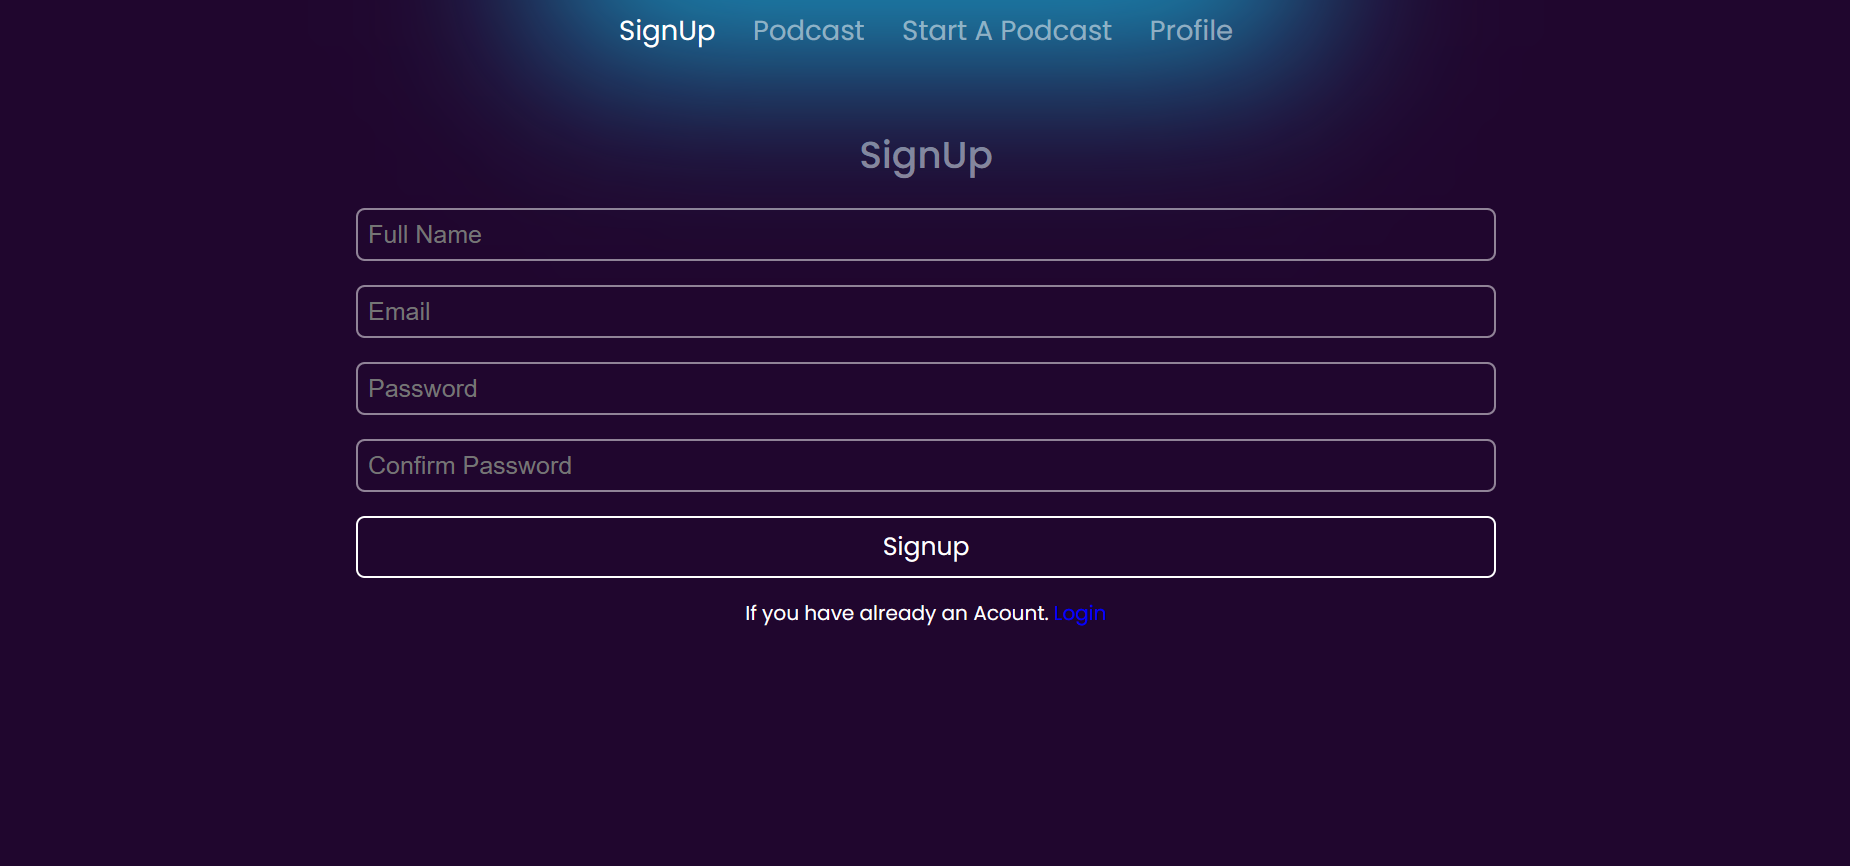 SignUp Podcast Start A Podcast Profile
SignUp
Full Name
Email
Password
Confirm Password
Signup
If you have already an Acount. Login